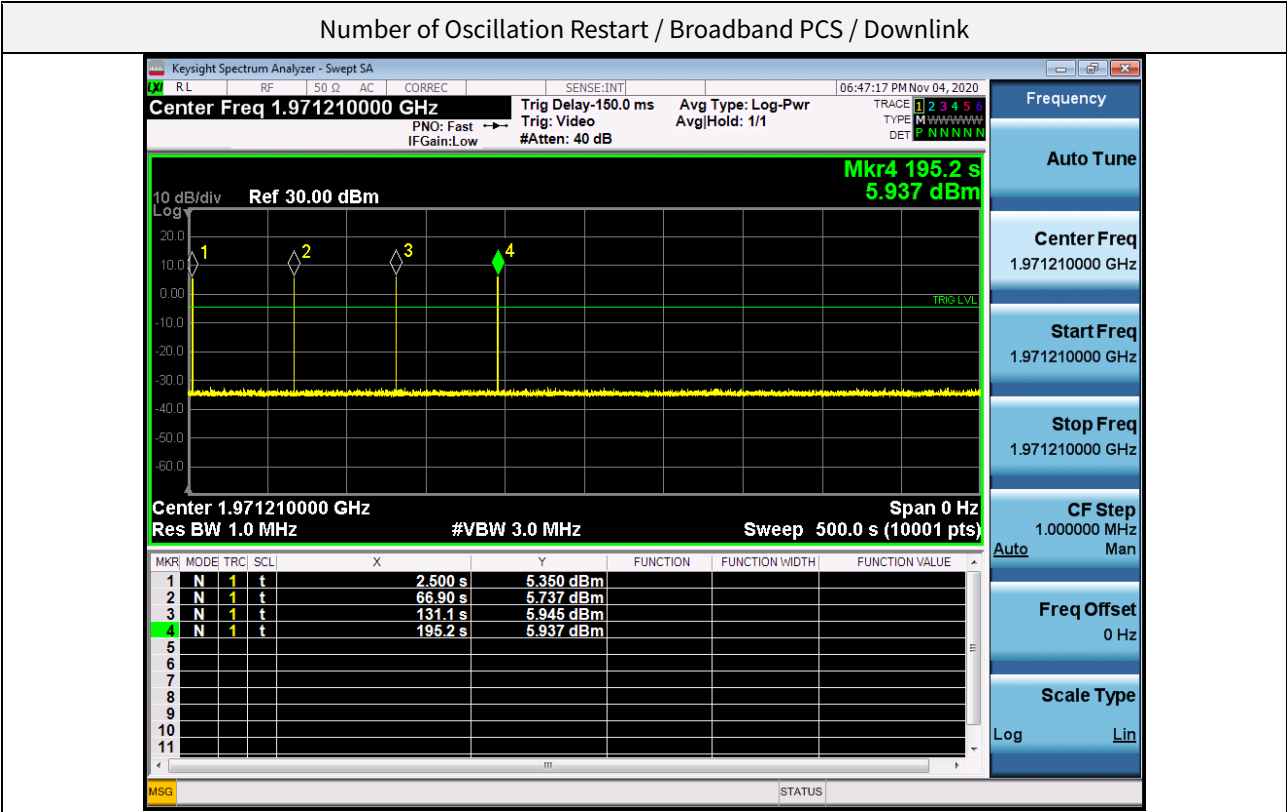 Number of Oscillation Restart / Broadband PCS / Downlink
Keysight Spectrum Analyzer - Swept SA
LXI RL RF 50 Ω AC CORREC SENSE:INT 06:47:17 PM Nov 04, 2020
Center Freq 1.971210000 GHz
PNO: Fast
IFGain:Low
Trig Delay-150.0 ms
Trig: Video
#Atten: 40 dB
Avg Type: Log-Pwr
Avg|Hold: 1/1
TRACE 1 2 3 4 5 6
TYPE M WWWWW
DET P N N N N N
Mkr4 195.2 s
5.937 dBm
10 dB/div Ref 30.00 dBm
Log
20.0
10.0
0.00
-10.0
-20.0
-30.0
-40.0
-50.0
-60.0
1
2
3
4
TRIG LVL
Center 1.971210000 GHz Span 0 Hz
Res BW 1.0 MHz #VBW 3.0 MHz Sweep 500.0 s (10001 pts)
MKR MODE TRC SCL X Y FUNCTION FUNCTION WIDTH FUNCTION VALUE
1 N 1 t 2.500 s 5.350 dBm
2 N 1 t 66.90 s 5.737 dBm
3 N 1 t 131.1 s 5.945 dBm
4 N 1 t 195.2 s 5.937 dBm
5
6
7
8
9
10
11
MSG STATUS
Frequency
Auto Tune
Center Freq
1.971210000 GHz
Start Freq
1.971210000 GHz
Stop Freq
1.971210000 GHz
CF Step
1.000000 MHz
Auto Man
Freq Offset
0 Hz
Scale Type
Log Lin